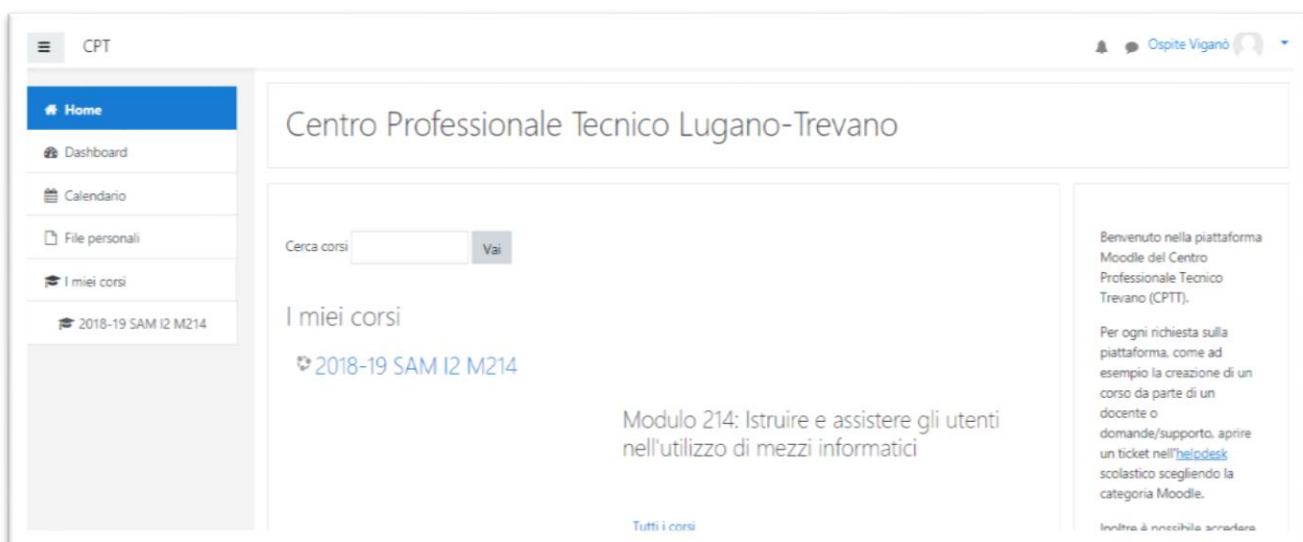 CPT
Ospite Viganò
Home
Dashboard
Calendario
File personali
I miei corsi
2018-19 SAM I2 M214
Centro Professionale Tecnico Lugano-Trevano
Cerca corsi
Vai
I miei corsi
2018-19 SAM I2 M214
Modulo 214: Istruire e assistere gli utenti
nell'utilizzo di mezzi informatici
Tutti i corsi
Benvenuto nella piattaforma
Moodle del Centro
Professionale Tecnico
Trevano (CPTT).
Per ogni richiesta sulla
piattaforma, come ad
esempio la creazione di un
corso da parte di un
docente o
domande/supporto, aprire
un ticket nell'helpdesk
scolastico scegliendo la
categoria Moodle.
Inoltre è possibile accedere